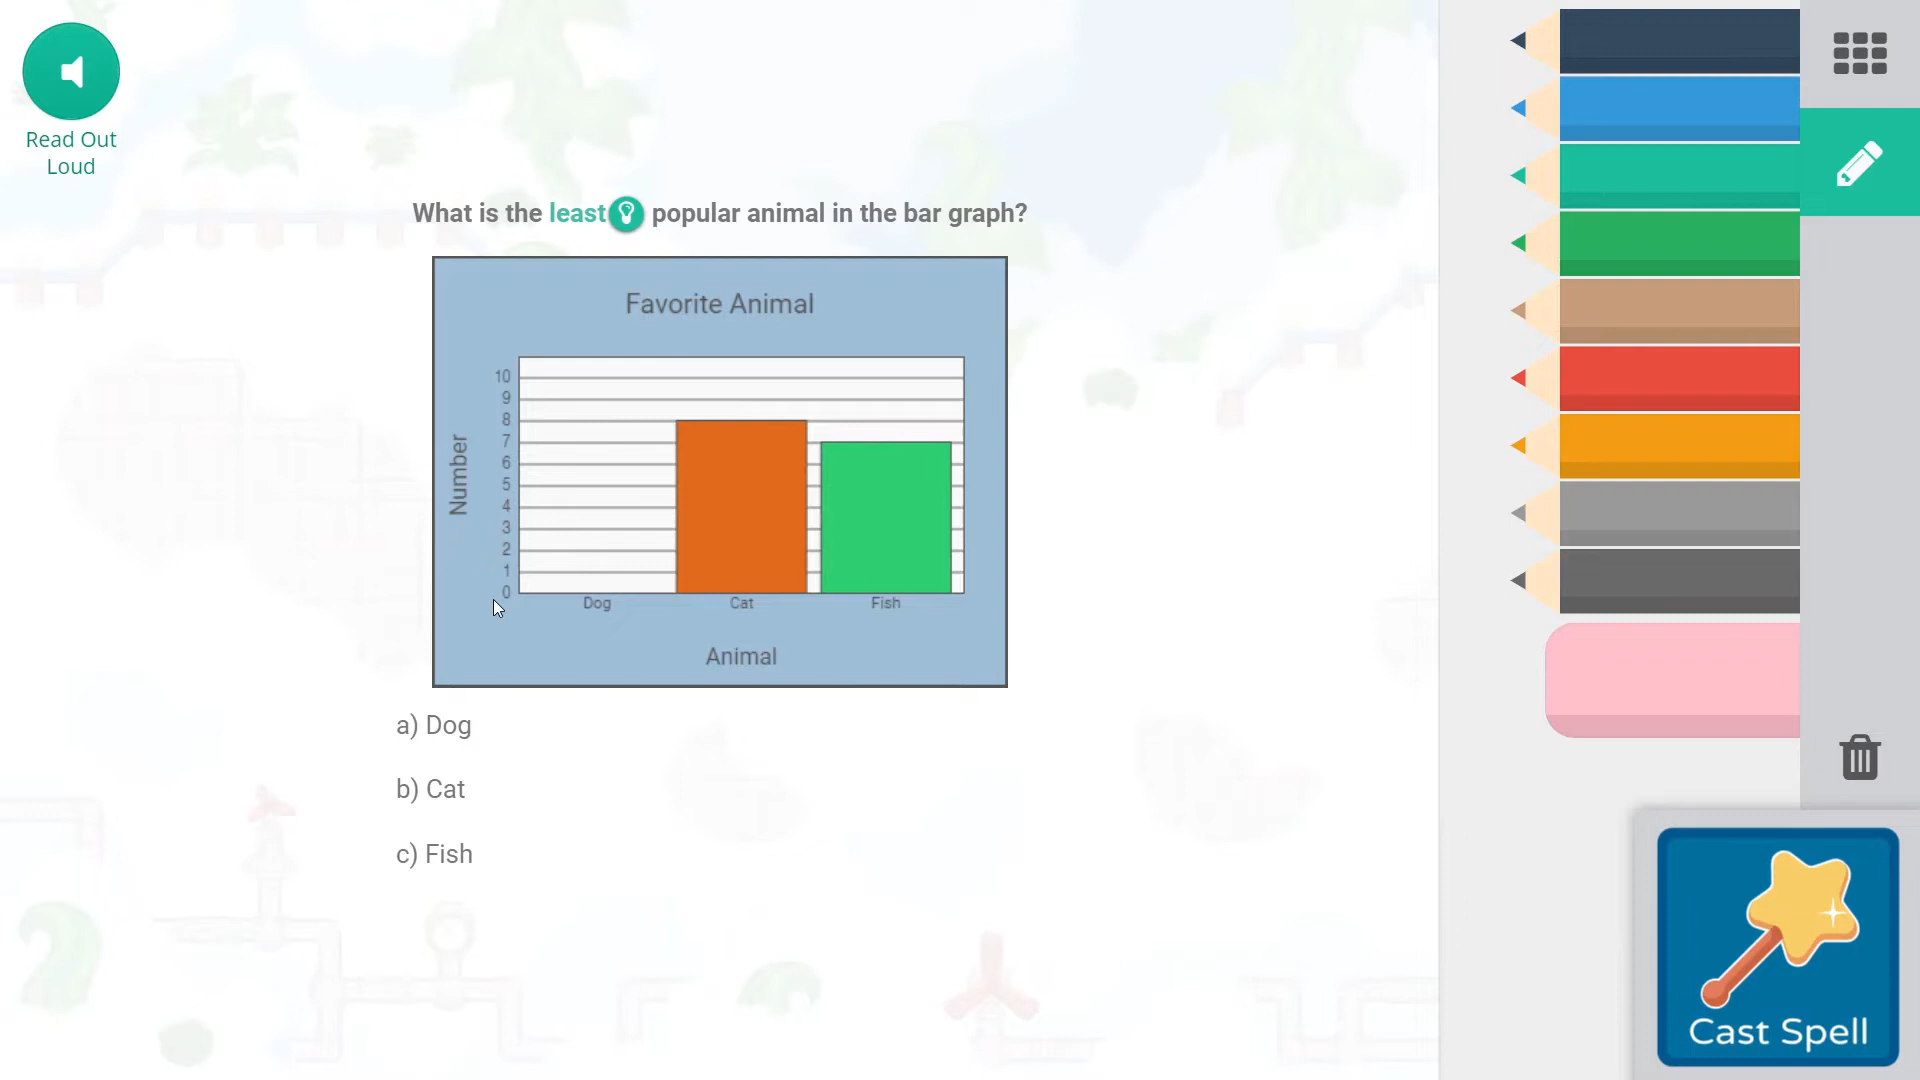 Read Out
Loud
What is the least popular animal in the bar graph?
Favorite Animal
10
9
8
7
6
5
4
3
2
1
0
Number
Dog Cat Fish
Animal
a) Dog
b) Cat
c) Fish
Cast Spell